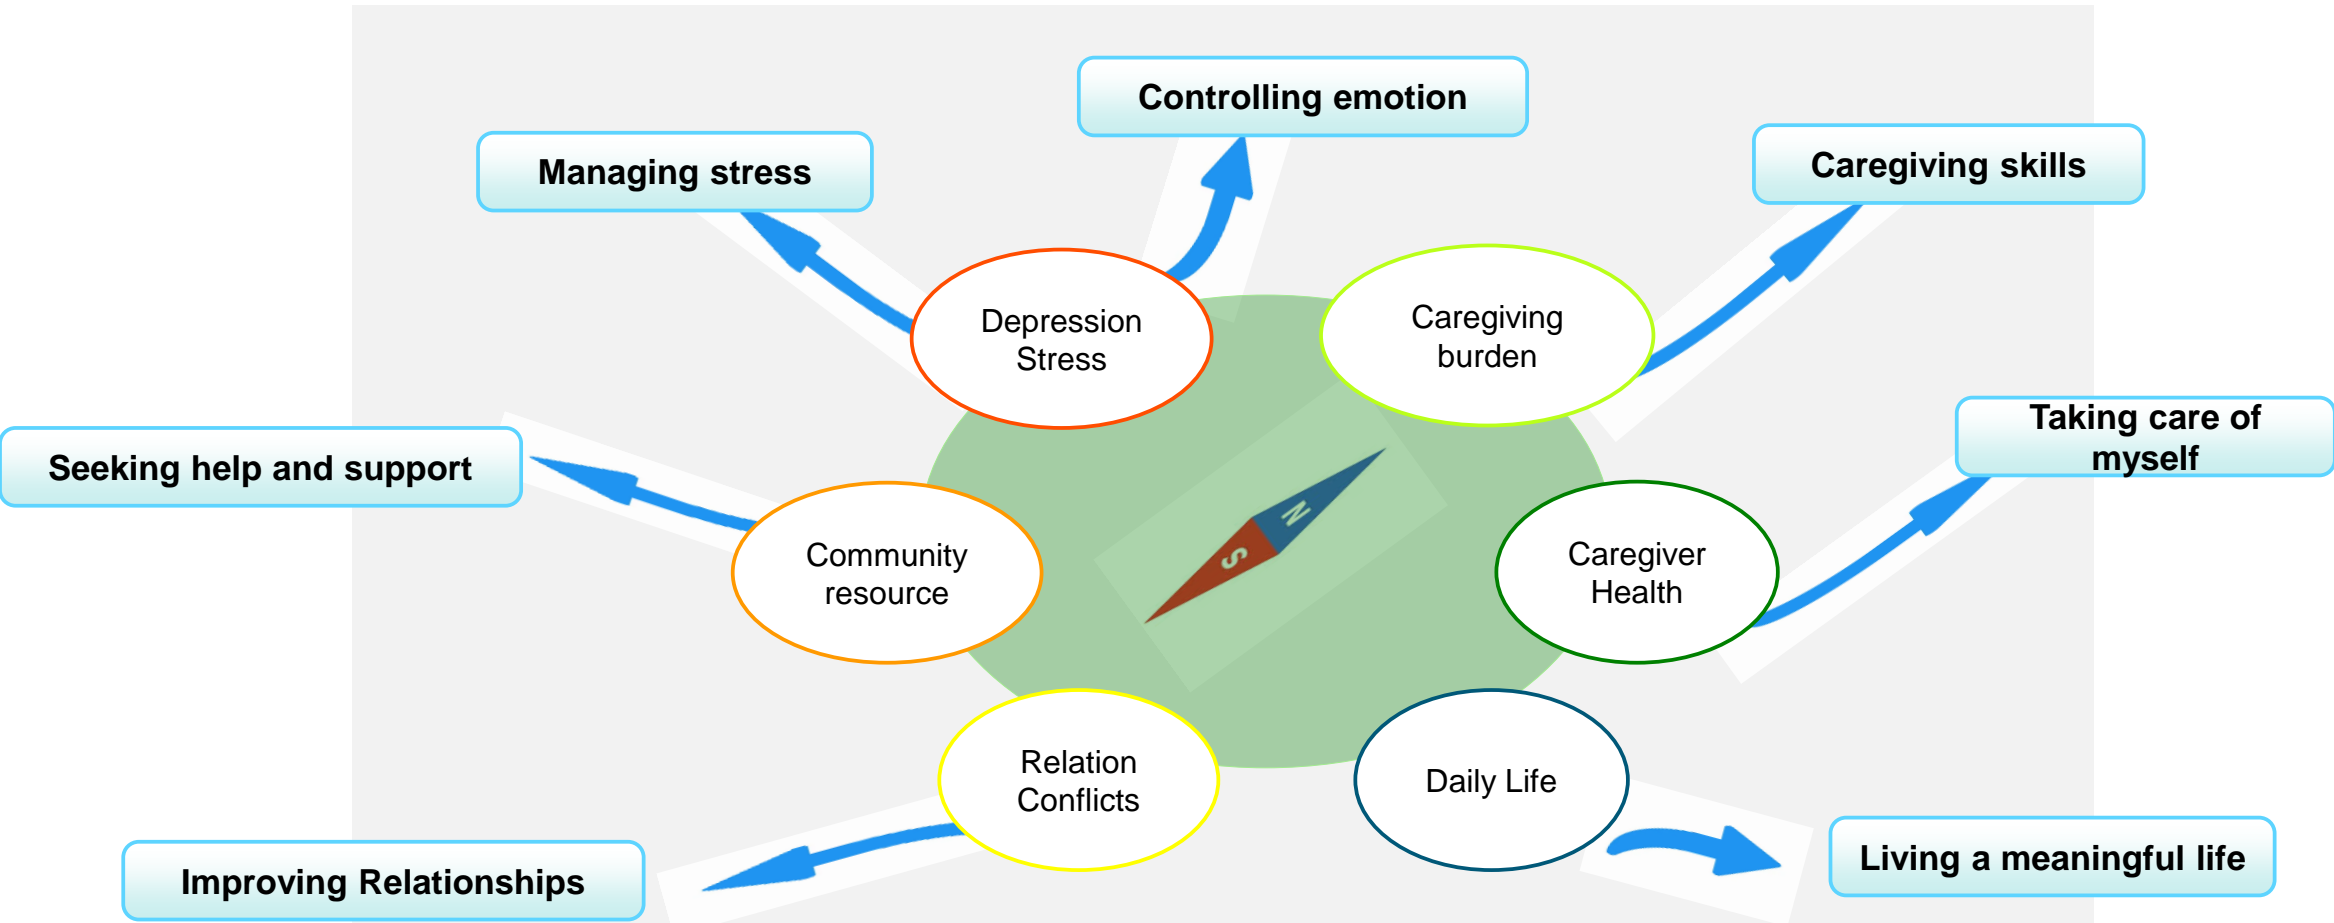 Controlling emotion
Managing stress
Caregiving skills
Depression
Stress
Caregiving
burden
Taking care of
myself
Seeking help and support
N
S
Community
resource
Caregiver
Health
Relation
Conflicts
Daily Life
Improving Relationships
Living a meaningful life